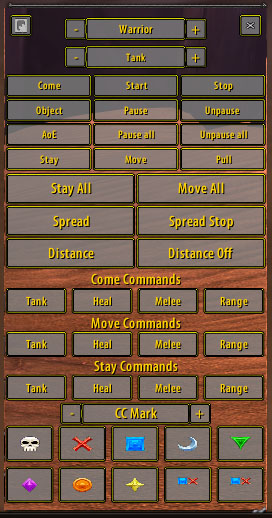 - Warrior +
- Tank +
Come Start Stop
Object Pause Unpause
AoE Pause all Unpause all
Stay Move Pull
Stay All Move All
Spread Spread Stop
Distance Distance Off
Come Commands
Tank Heal Melee Range
Move Commands
Tank Heal Melee Range
Stay Commands
Tank Heal Melee Range
- CC Mark +